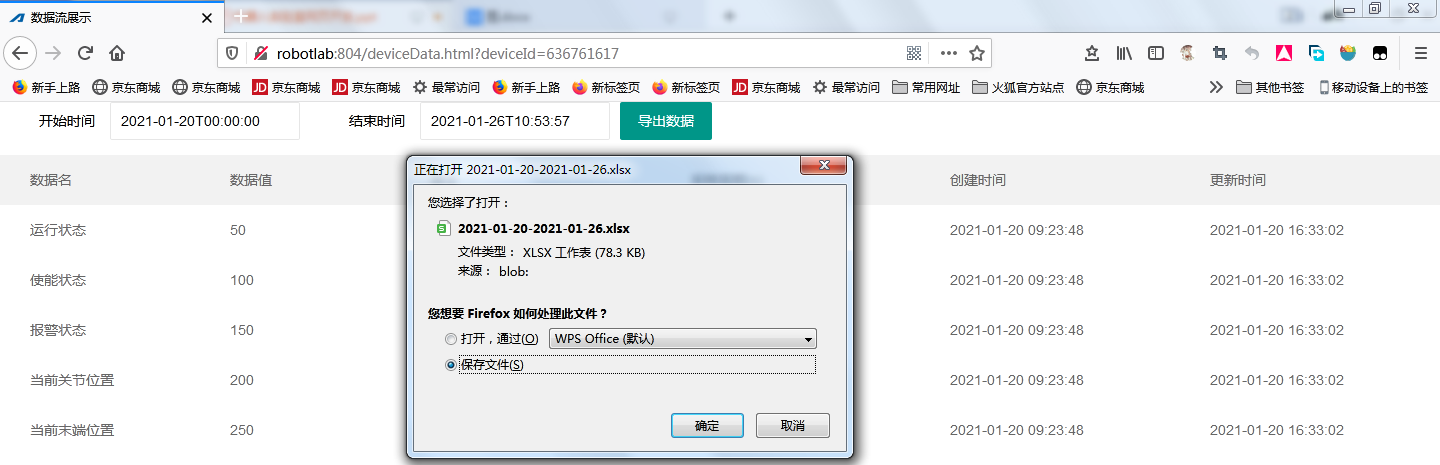 数据流展示
robotlab:804/deviceData.html?deviceId=636761617
新手上路 京东商城 京东商城 京东商城 京东商城 最常访问 新手上路 新标签页 新标签页 京东商城 最常访问 常用网址 火狐官方站点 京东商城 其他书签 移动设备上的书签
开始时间 2021-01-20T00:00:00 结束时间 2021-01-26T10:53:57 导出数据
正在打开 2021-01-20-2021-01-26.xlsx
您选择了打开：
2021-01-20-2021-01-26.xlsx
文件类型： XLSX 工作表 (78.3 KB)
来源： blob:
您想要 Firefox 如何处理此文件？
打开，通过(O) WPS Office (默认)
保存文件(S)
确定 取消
数据名 数据值 创建时间 更新时间
运行状态 50 2021-01-20 09:23:48 2021-01-20 16:33:02
使能状态 100 2021-01-20 09:23:48 2021-01-20 16:33:02
报警状态 150 2021-01-20 09:23:48 2021-01-20 16:33:02
当前关节位置 200 2021-01-20 09:23:48 2021-01-20 16:33:02
当前末端位置 250 2021-01-20 09:23:48 2021-01-20 16:33:02